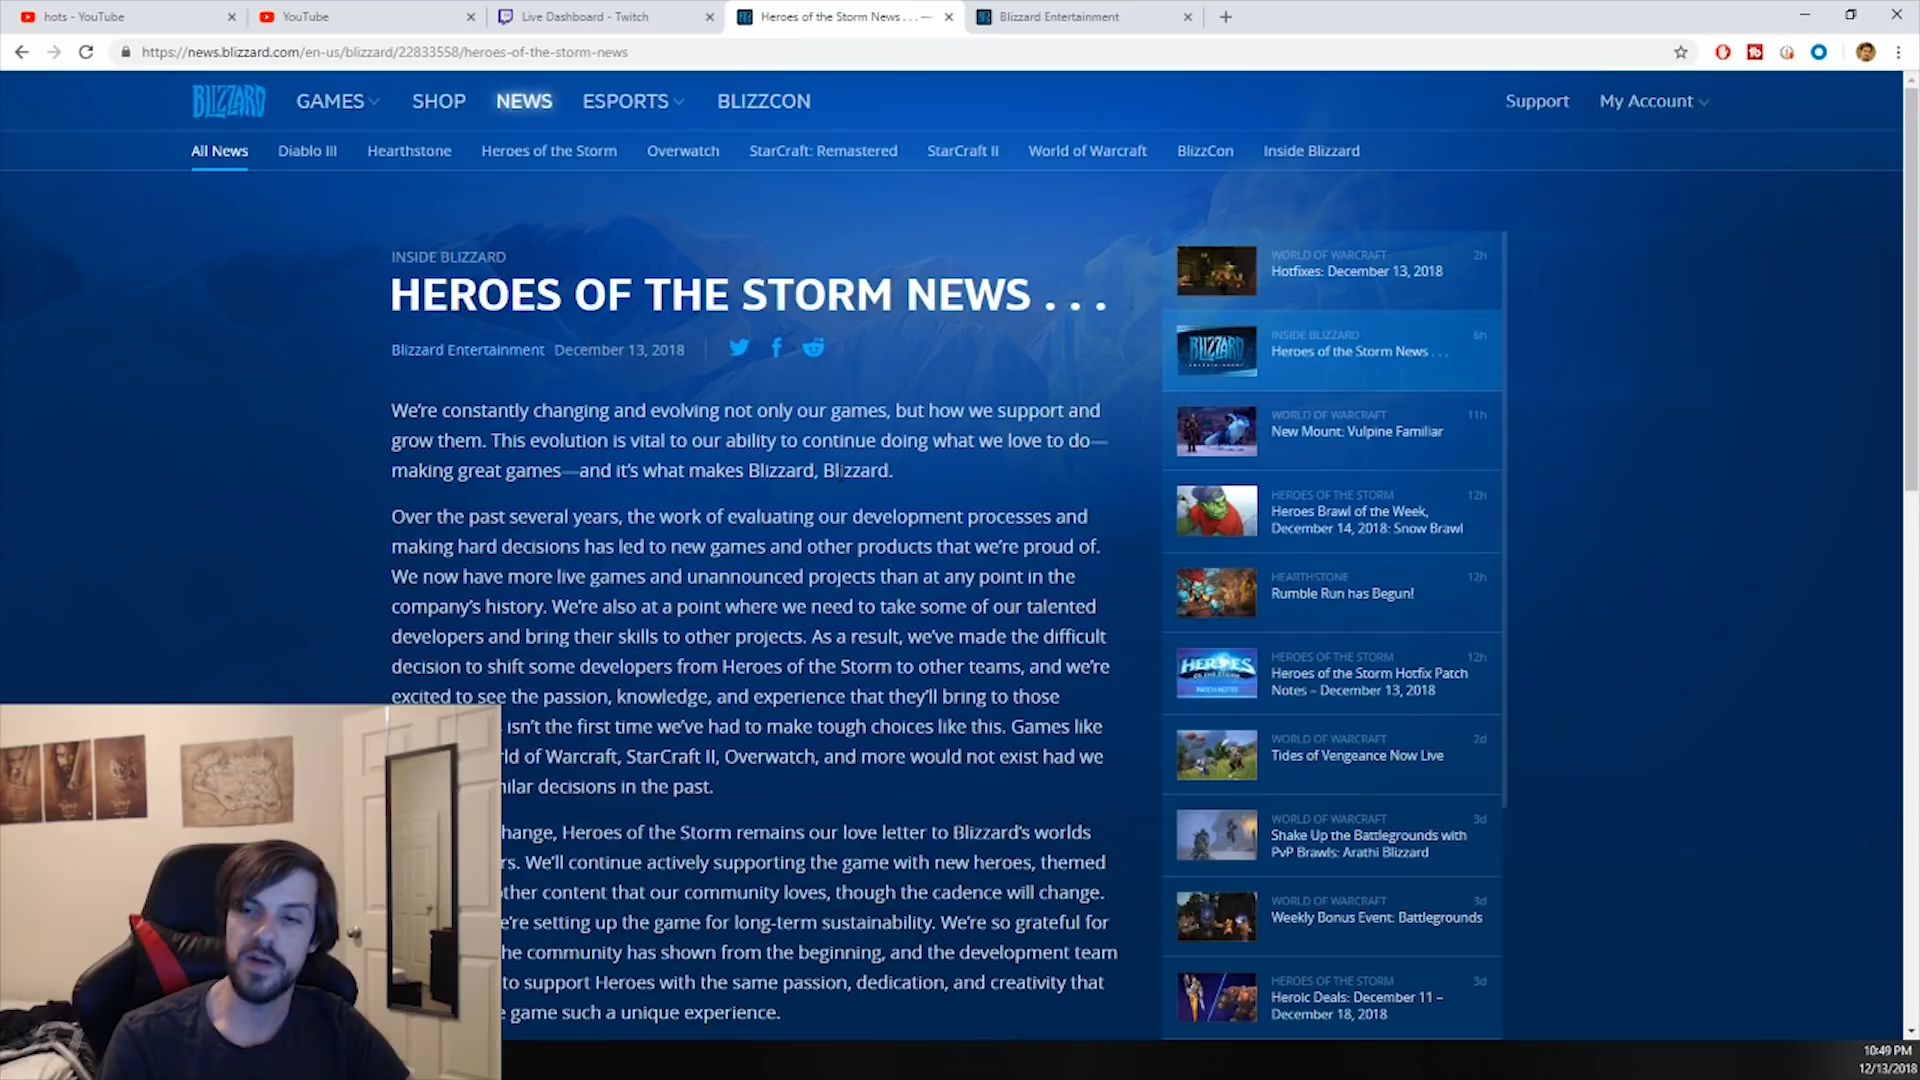 hots - YouTube
YouTube
Live Dashboard - Twitch
Heroes of the Storm News . . . —
Blizzard Entertainment
https://news.blizzard.com/en-us/blizzard/22833558/heroes-of-the-storm-news
BLIZZARD
GAMES
SHOP
NEWS
ESPORTS
BLIZZCON
Support
My Account
All News
Diablo III
Hearthstone
Heroes of the Storm
Overwatch
StarCraft: Remastered
StarCraft II
World of Warcraft
BlizzCon
Inside Blizzard
INSIDE BLIZZARD
HEROES OF THE STORM NEWS . . .
Blizzard Entertainment December 13, 2018
We're constantly changing and evolving not only our games, but how we support and
grow them. This evolution is vital to our ability to continue doing what we love to do—
making great games—and it's what makes Blizzard, Blizzard.
Over the past several years, the work of evaluating our development processes and
making hard decisions has led to new games and other products that we're proud of.
We now have more live games and unannounced projects than at any point in the
company's history. We're also at a point where we need to take some of our talented
developers and bring their skills to other projects. As a result, we've made the difficult
decision to shift some developers from Heroes of the Storm to other teams, and we're
excited to see the passion, knowledge, and experience that they'll bring to those
isn't the first time we've had to make tough choices like this. Games like
ld of Warcraft, StarCraft II, Overwatch, and more would not exist had we
ilar decisions in the past.
hange, Heroes of the Storm remains our love letter to Blizzard's worlds
rs. We'll continue actively supporting the game with new heroes, themed
ther content that our community loves, though the cadence will change.
e're setting up the game for long-term sustainability. We're so grateful for
he community has shown from the beginning, and the development team
to support Heroes with the same passion, dedication, and creativity that
e game such a unique experience.
WORLD OF WARCRAFT 2h
Hotfixes: December 13, 2018
BLIZZARD
ENTERTAINMENT
INSIDE BLIZZARD 6h
Heroes of the Storm News . . .
WORLD OF WARCRAFT 11h
New Mount: Vulpine Familiar
HEROES OF THE STORM 12h
Heroes Brawl of the Week,
December 14, 2018: Snow Brawl
HEARTHSTONE 12h
Rumble Run has Begun!
HEROES
OF THE STORM
PATCH NOTES
HEROES OF THE STORM 12h
Heroes of the Storm Hotfix Patch
Notes – December 13, 2018
WORLD OF WARCRAFT 2d
Tides of Vengeance Now Live
WORLD OF WARCRAFT 3d
Shake Up the Battlegrounds with
PvP Brawls: Arathi Blizzard
WORLD OF WARCRAFT 3d
Weekly Bonus Event: Battlegrounds
HEROES OF THE STORM 3d
Heroic Deals: December 11 –
December 18, 2018
10:49 PM
12/13/2018